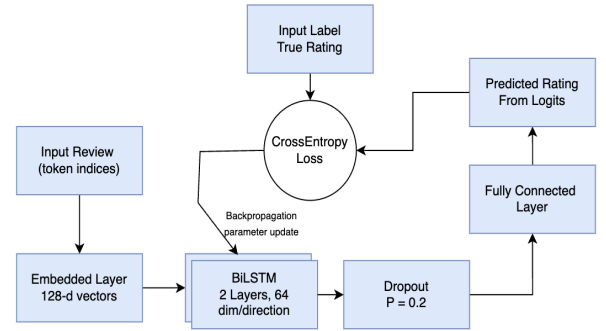 Input Label
True Rating
Predicted Rating
From Logits
CrossEntropy
Loss
Input Review
(token indices)
Fully Connected
Layer
Backpropagation
parameter update
Embedded Layer
128-d vectors
BiLSTM
2 Layers, 64
dim/direction
Dropout
P = 0.2